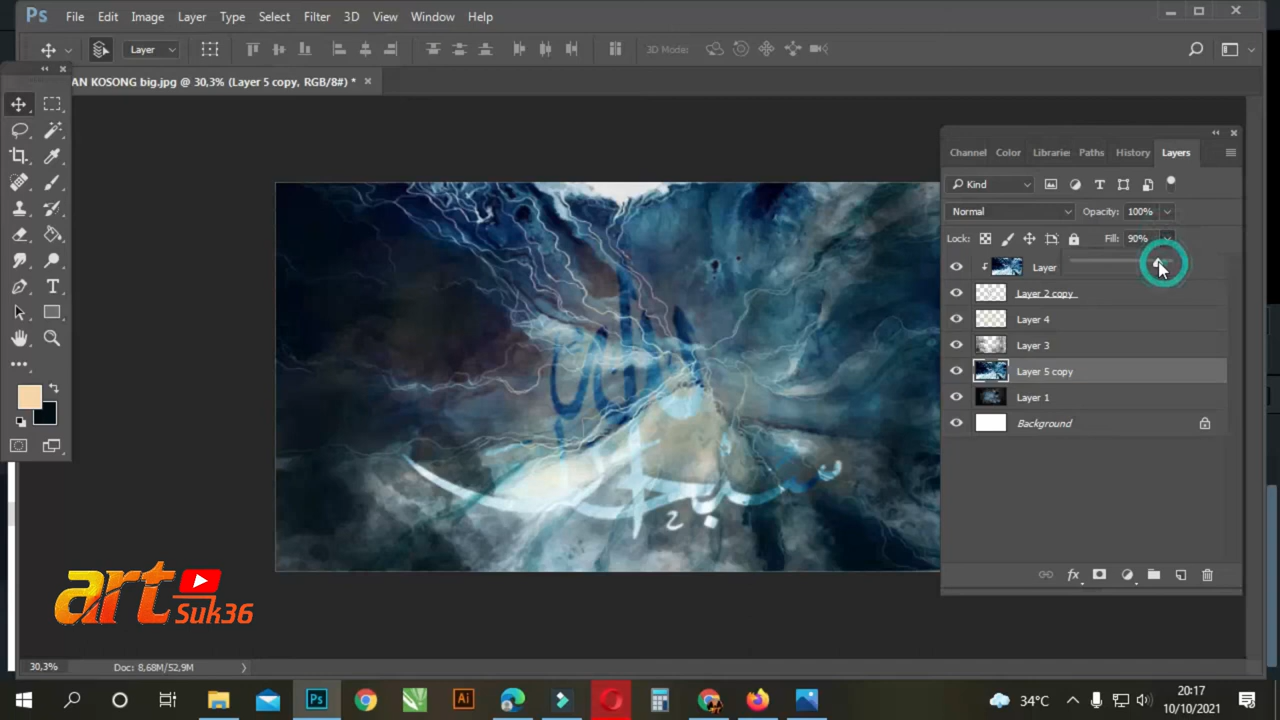 Ps File Edit Image Layer Type Select Filter 3D View Window Help
Layer 3D Mode:
AN KOSONG big.jpg @ 30,3% (Layer 5 copy, RGB/8#) *
Channel Color Librarie Paths History Layers
Kind
Normal Opacity: 100%
Lock: Fill: 90%
Layer
Layer 2 copy
Layer 4
Layer 3
Layer 5 copy
Layer 1
Background
fx
art
Suk36
30,3% Doc: 8,68M/52,9M
Ps Ai 34°C 20:17
10/10/2021